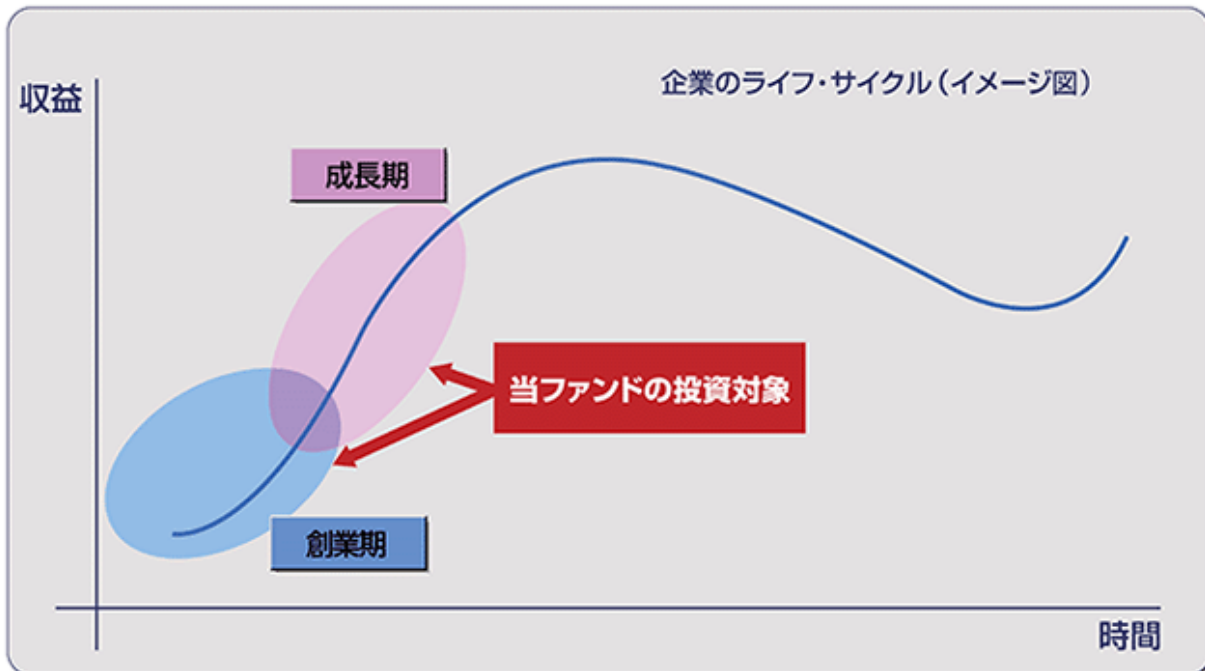 企業のライフ・サイクル（イメージ図）
収益
成長期
当ファンドの投資対象
創業期
時間